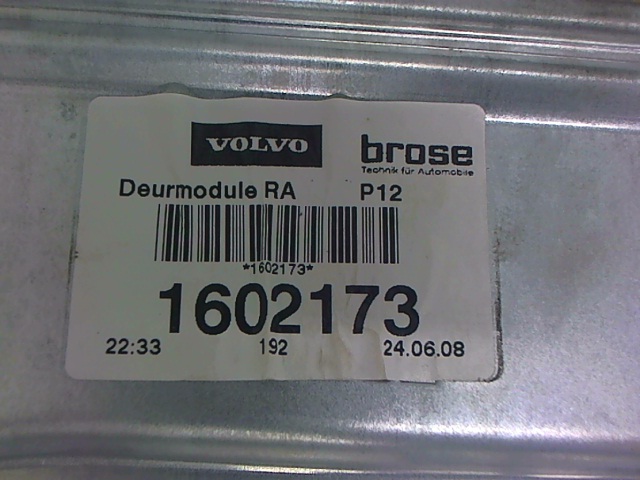 VOLVO brose
Technik für Automobile
Deurmodule RA P12
*1602173*
1602173
22:33 192 24.06.08